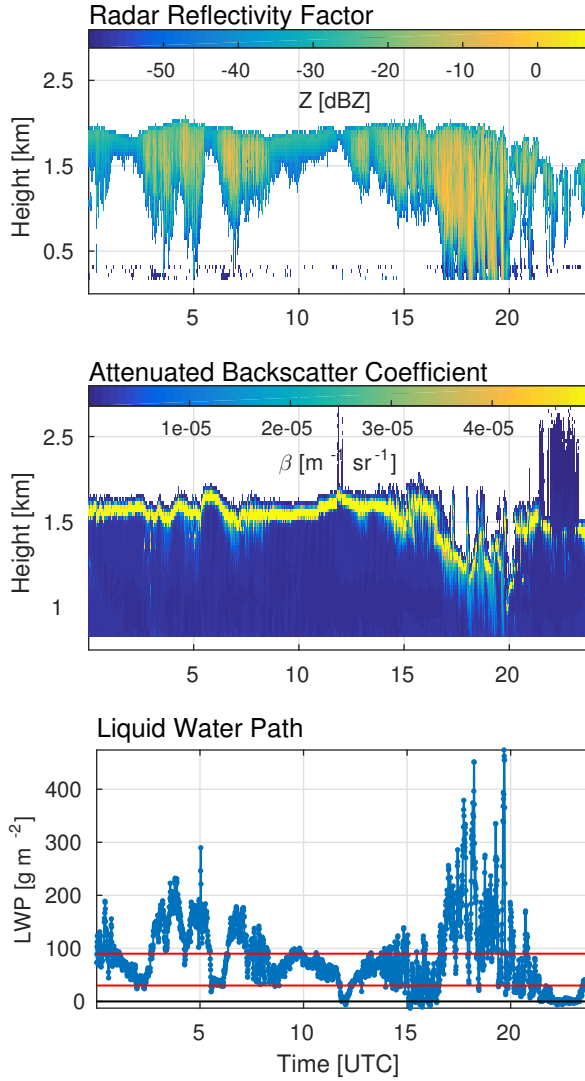 Radar Reflectivity Factor
-50 -40 -30 -20 -10 0
Z [dBZ]
2.5
1.5
0.5
Height [km]
5 10 15 20
Attenuated Backscatter Coefficient
1e-05 2e-05 3e-05 4e-05
β [m⁻ sr⁻¹]
2.5
1.5
1
Height [km]
5 10 15 20
Liquid Water Path
400
300
200
100
0
LWP [g m⁻²]
5 10 15 20
Time [UTC]